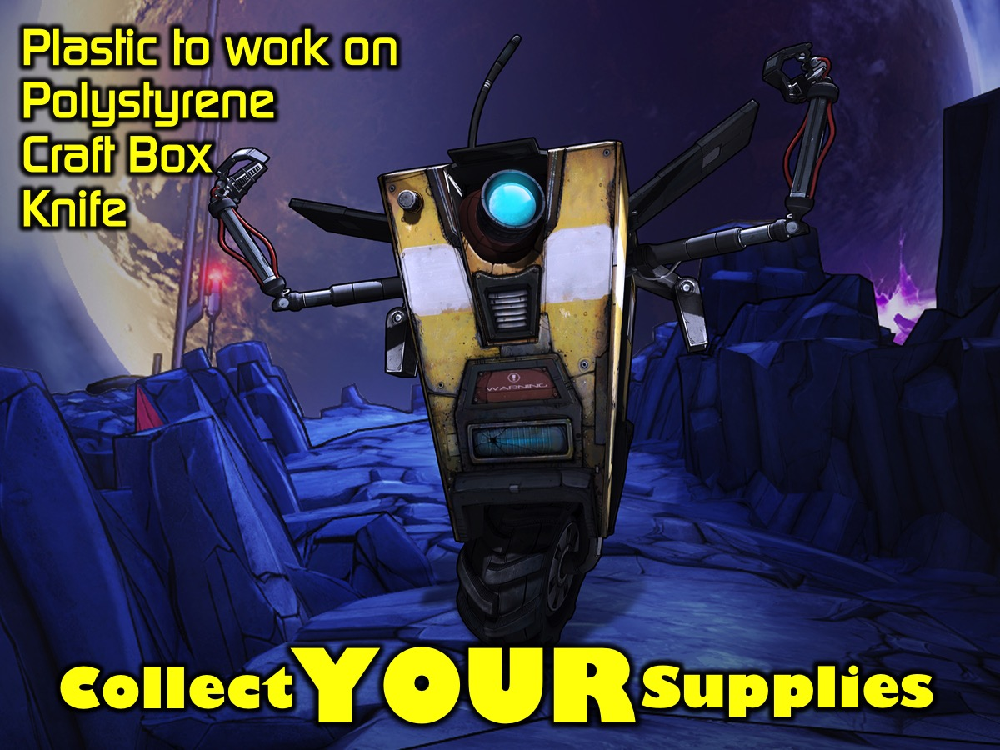 Plastic to work on
Polystyrene
Craft Box
Knife
WARNING
Collect YOUR Supplies